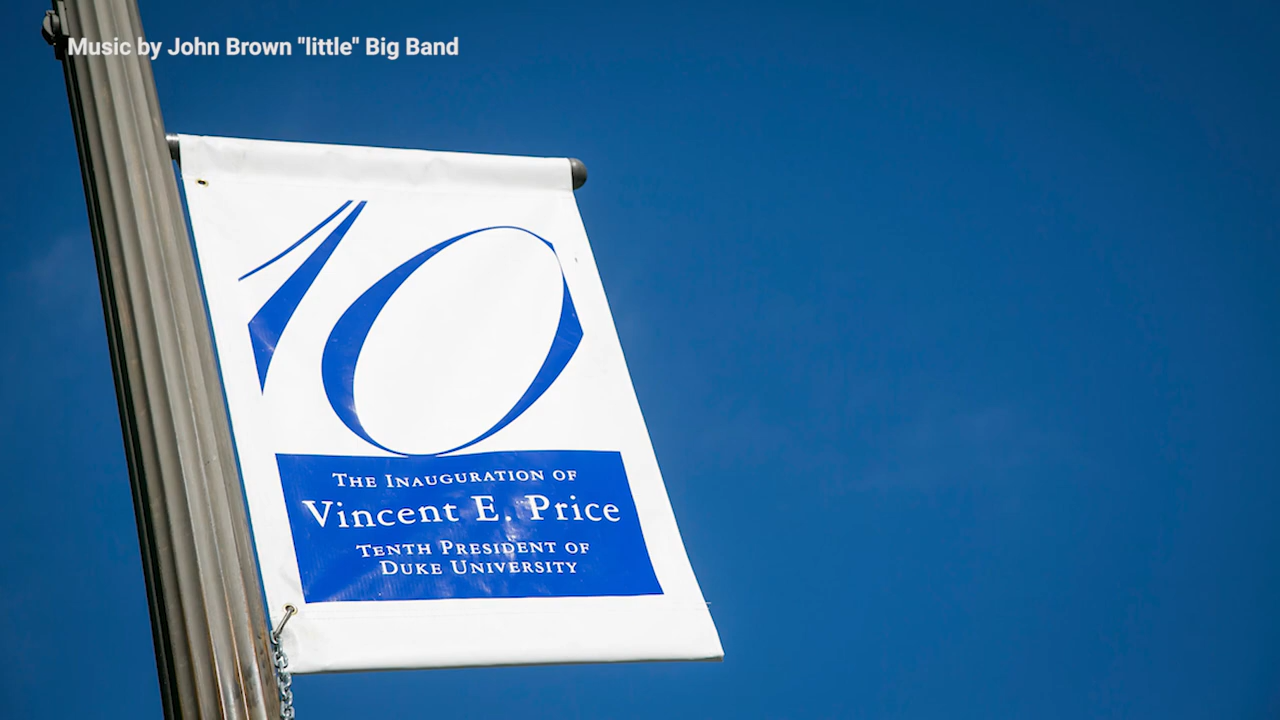 Music by John Brown "little" Big Band
10
The Inauguration of
Vincent E. Price
Tenth President of
Duke University